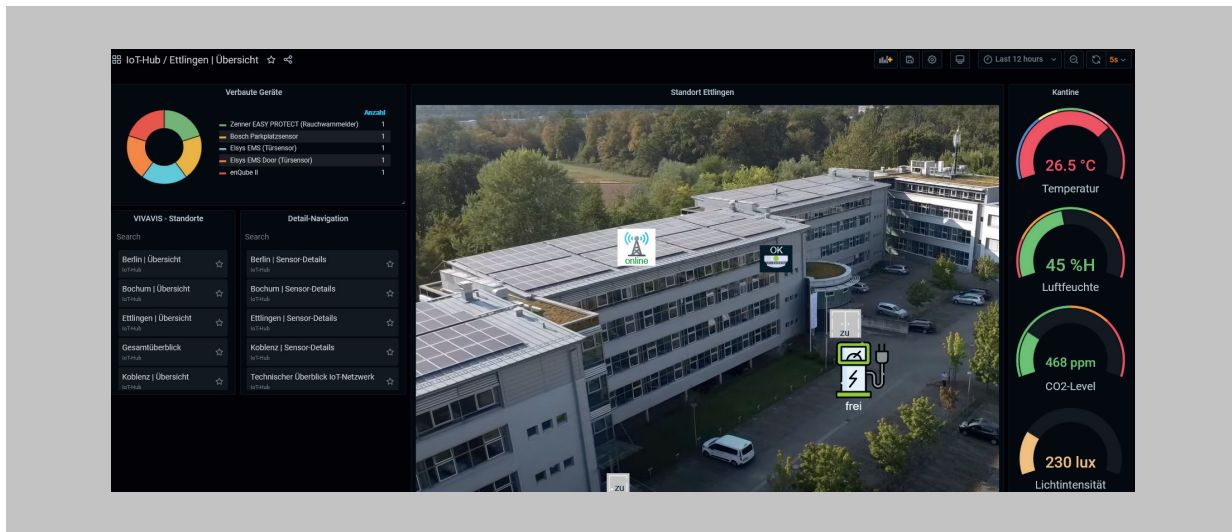 IoT-Hub / Ettlingen | Übersicht
Last 12 hours
5s
Verbaute Geräte
Anzahl
Zenner EASY PROTECT (Rauchwarnmelder) 1
Bosch Parkplatzsensor 1
Elsys EMS (Türsensor) 1
Elsys EMS Door (Türsensor) 1
enQube II 1
VIVAVIS - Standorte
Search
Berlin | Übersicht
IoT-Hub
Bochum | Übersicht
IoT-Hub
Ettlingen | Übersicht
IoT-Hub
Gesamtüberblick
IoT-Hub
Koblenz | Übersicht
IoT-Hub
Detail-Navigation
Search
Berlin | Sensor-Details
IoT-Hub
Bochum | Sensor-Details
IoT-Hub
Ettlingen | Sensor-Details
IoT-Hub
Koblenz | Sensor-Details
IoT-Hub
Technischer Überblick IoT-Netzwerk
IoT-Hub
Standort Ettlingen
online
OK
zu
frei
zu
Kantine
26.5 °C
Temperatur
45 %H
Luftfeuchte
468 ppm
CO2-Level
230 lux
Lichtintensität